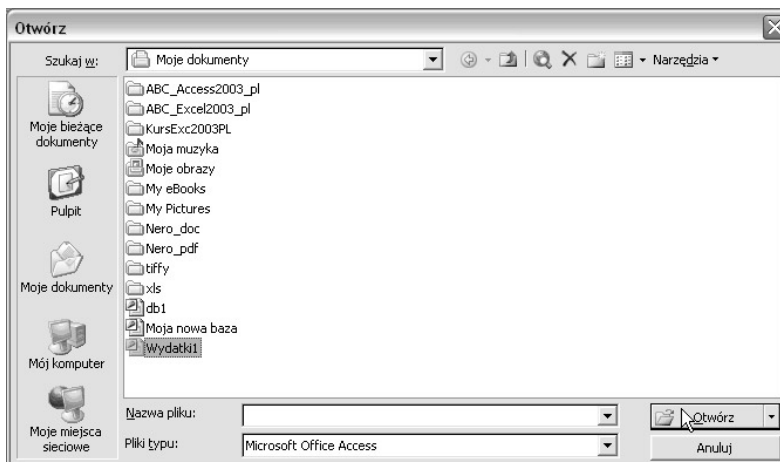 Otwórz
Szukaj w:
Moje dokumenty
Narzędzia
Moje bieżące
dokumenty
Pulpit
Moje dokumenty
Mój komputer
Moje miejsca
sieciowe
ABC_Access2003_pl
ABC_Excel2003_pl
KursExc2003PL
Moja muzyka
Moje obrazy
My eBooks
My Pictures
Nero_doc
Nero_pdf
tiffy
xls
db1
Moja nowa baza
Wydatki1
Nazwa pliku:
Otwórz
Pliki typu:
Microsoft Office Access
Anuluj